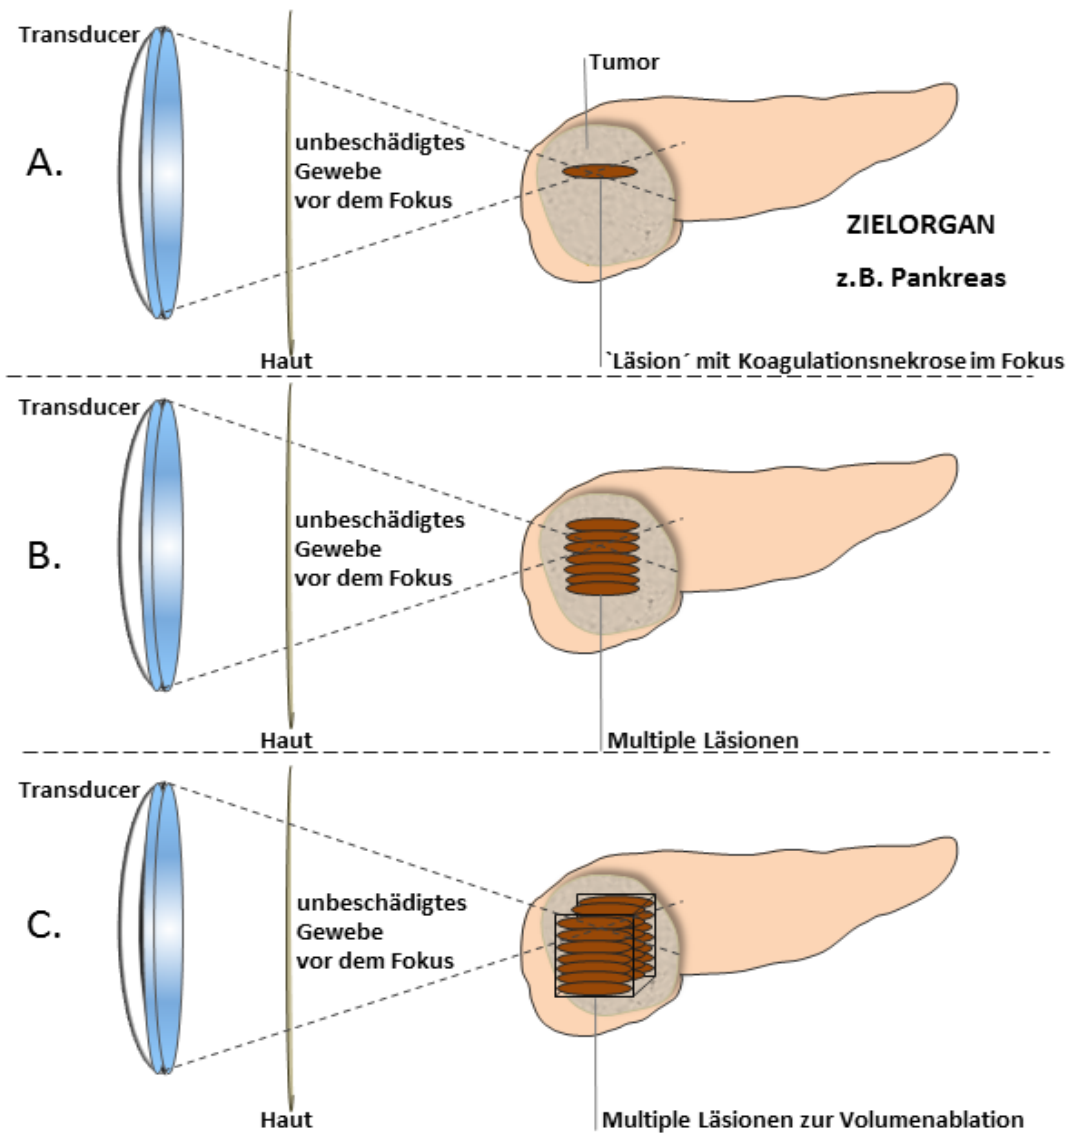 Transducer
Tumor
A.
unbeschädigtes
Gewebe
vor dem Fokus
ZIELORGAN
z.B. Pankreas
Haut
`Läsion´ mit Koagulationsnekrose im Fokus
Transducer
B.
unbeschädigtes
Gewebe
vor dem Fokus
Haut
Multiple Läsionen
Transducer
C.
unbeschädigtes
Gewebe
vor dem Fokus
Haut
Multiple Läsionen zur Volumenablation